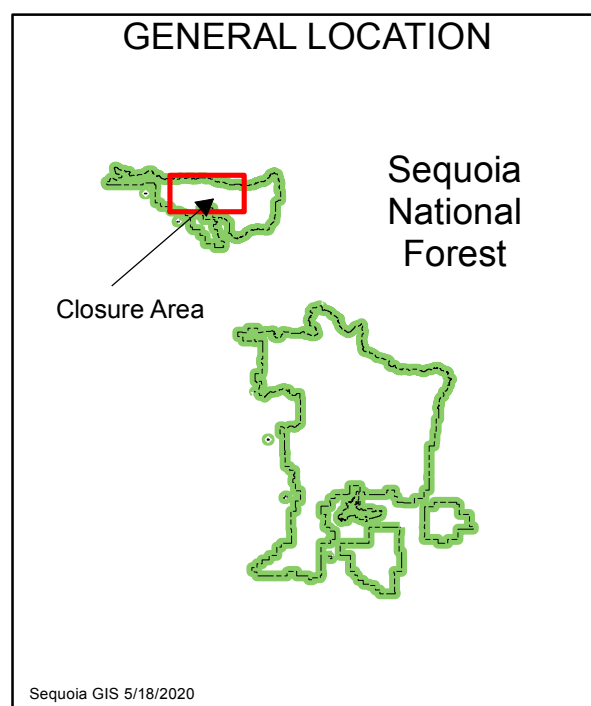 GENERAL LOCATION
Sequoia
National
Forest
Closure Area
Sequoia GIS 5/18/2020